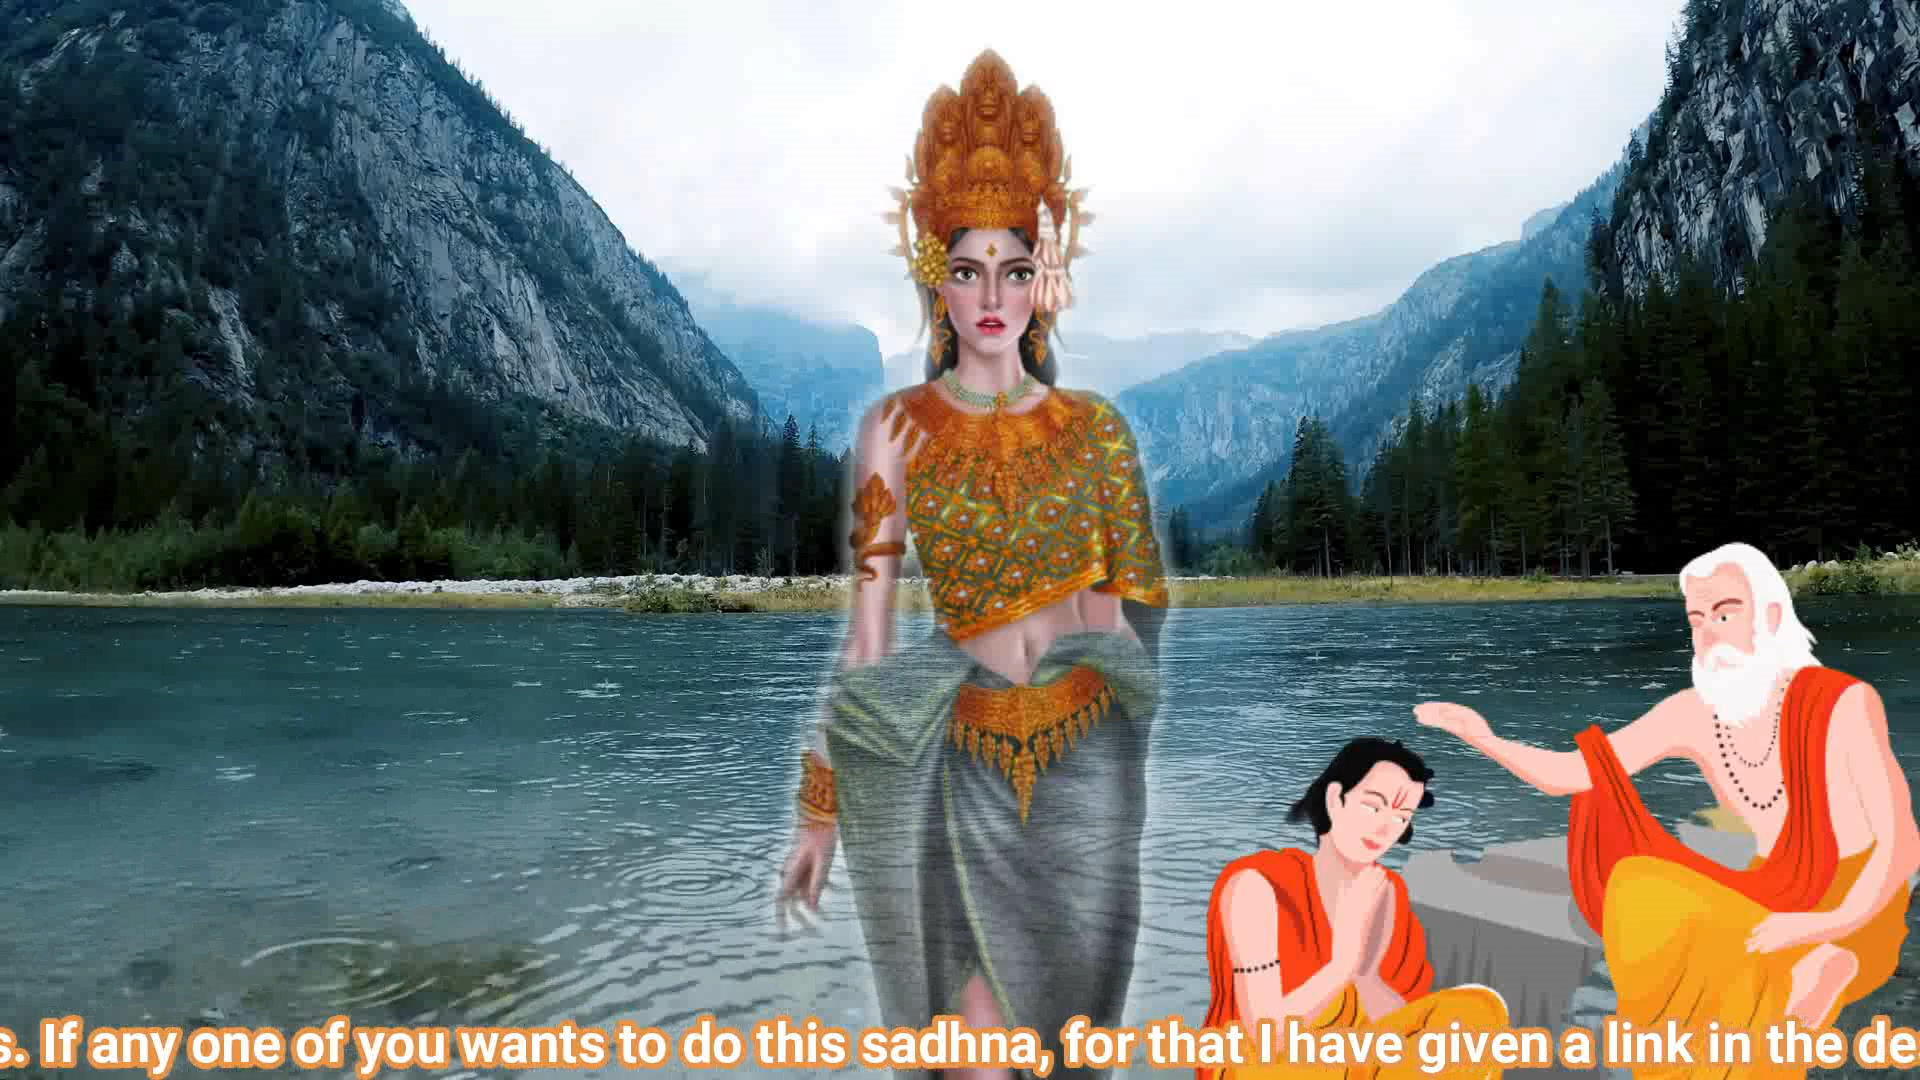 s. If any one of you wants to do this sadhna, for that I have given a link in the de